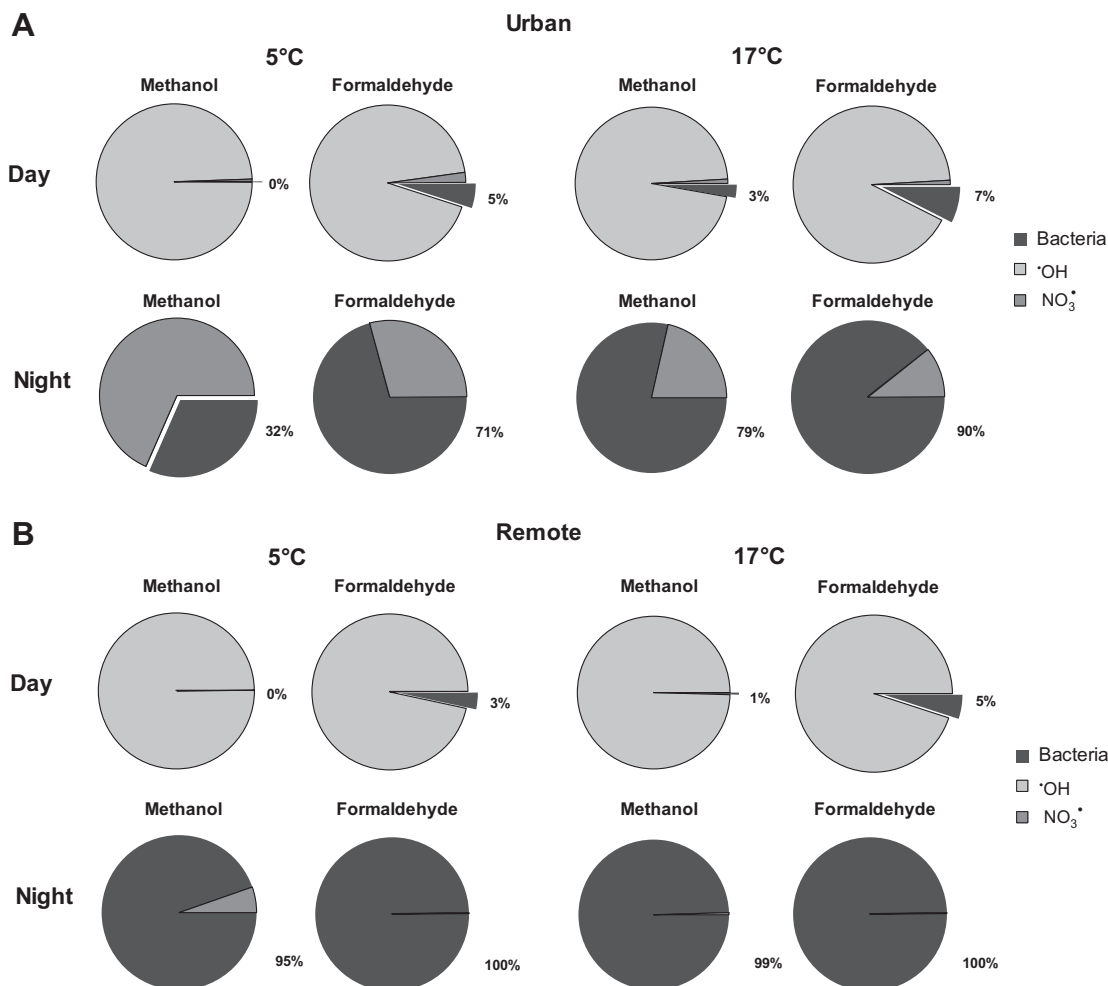 A
Urban
5°C
17°C
Methanol
Formaldehyde
Methanol
Formaldehyde
Day
0%
5%
3%
7%
Bacteria
•OH
NO3•
Methanol
Formaldehyde
Methanol
Formaldehyde
Night
32%
71%
79%
90%
B
Remote
5°C
17°C
Methanol
Formaldehyde
Methanol
Formaldehyde
Day
0%
3%
1%
5%
Bacteria
•OH
NO3•
Methanol
Formaldehyde
Methanol
Formaldehyde
Night
95%
100%
99%
100%